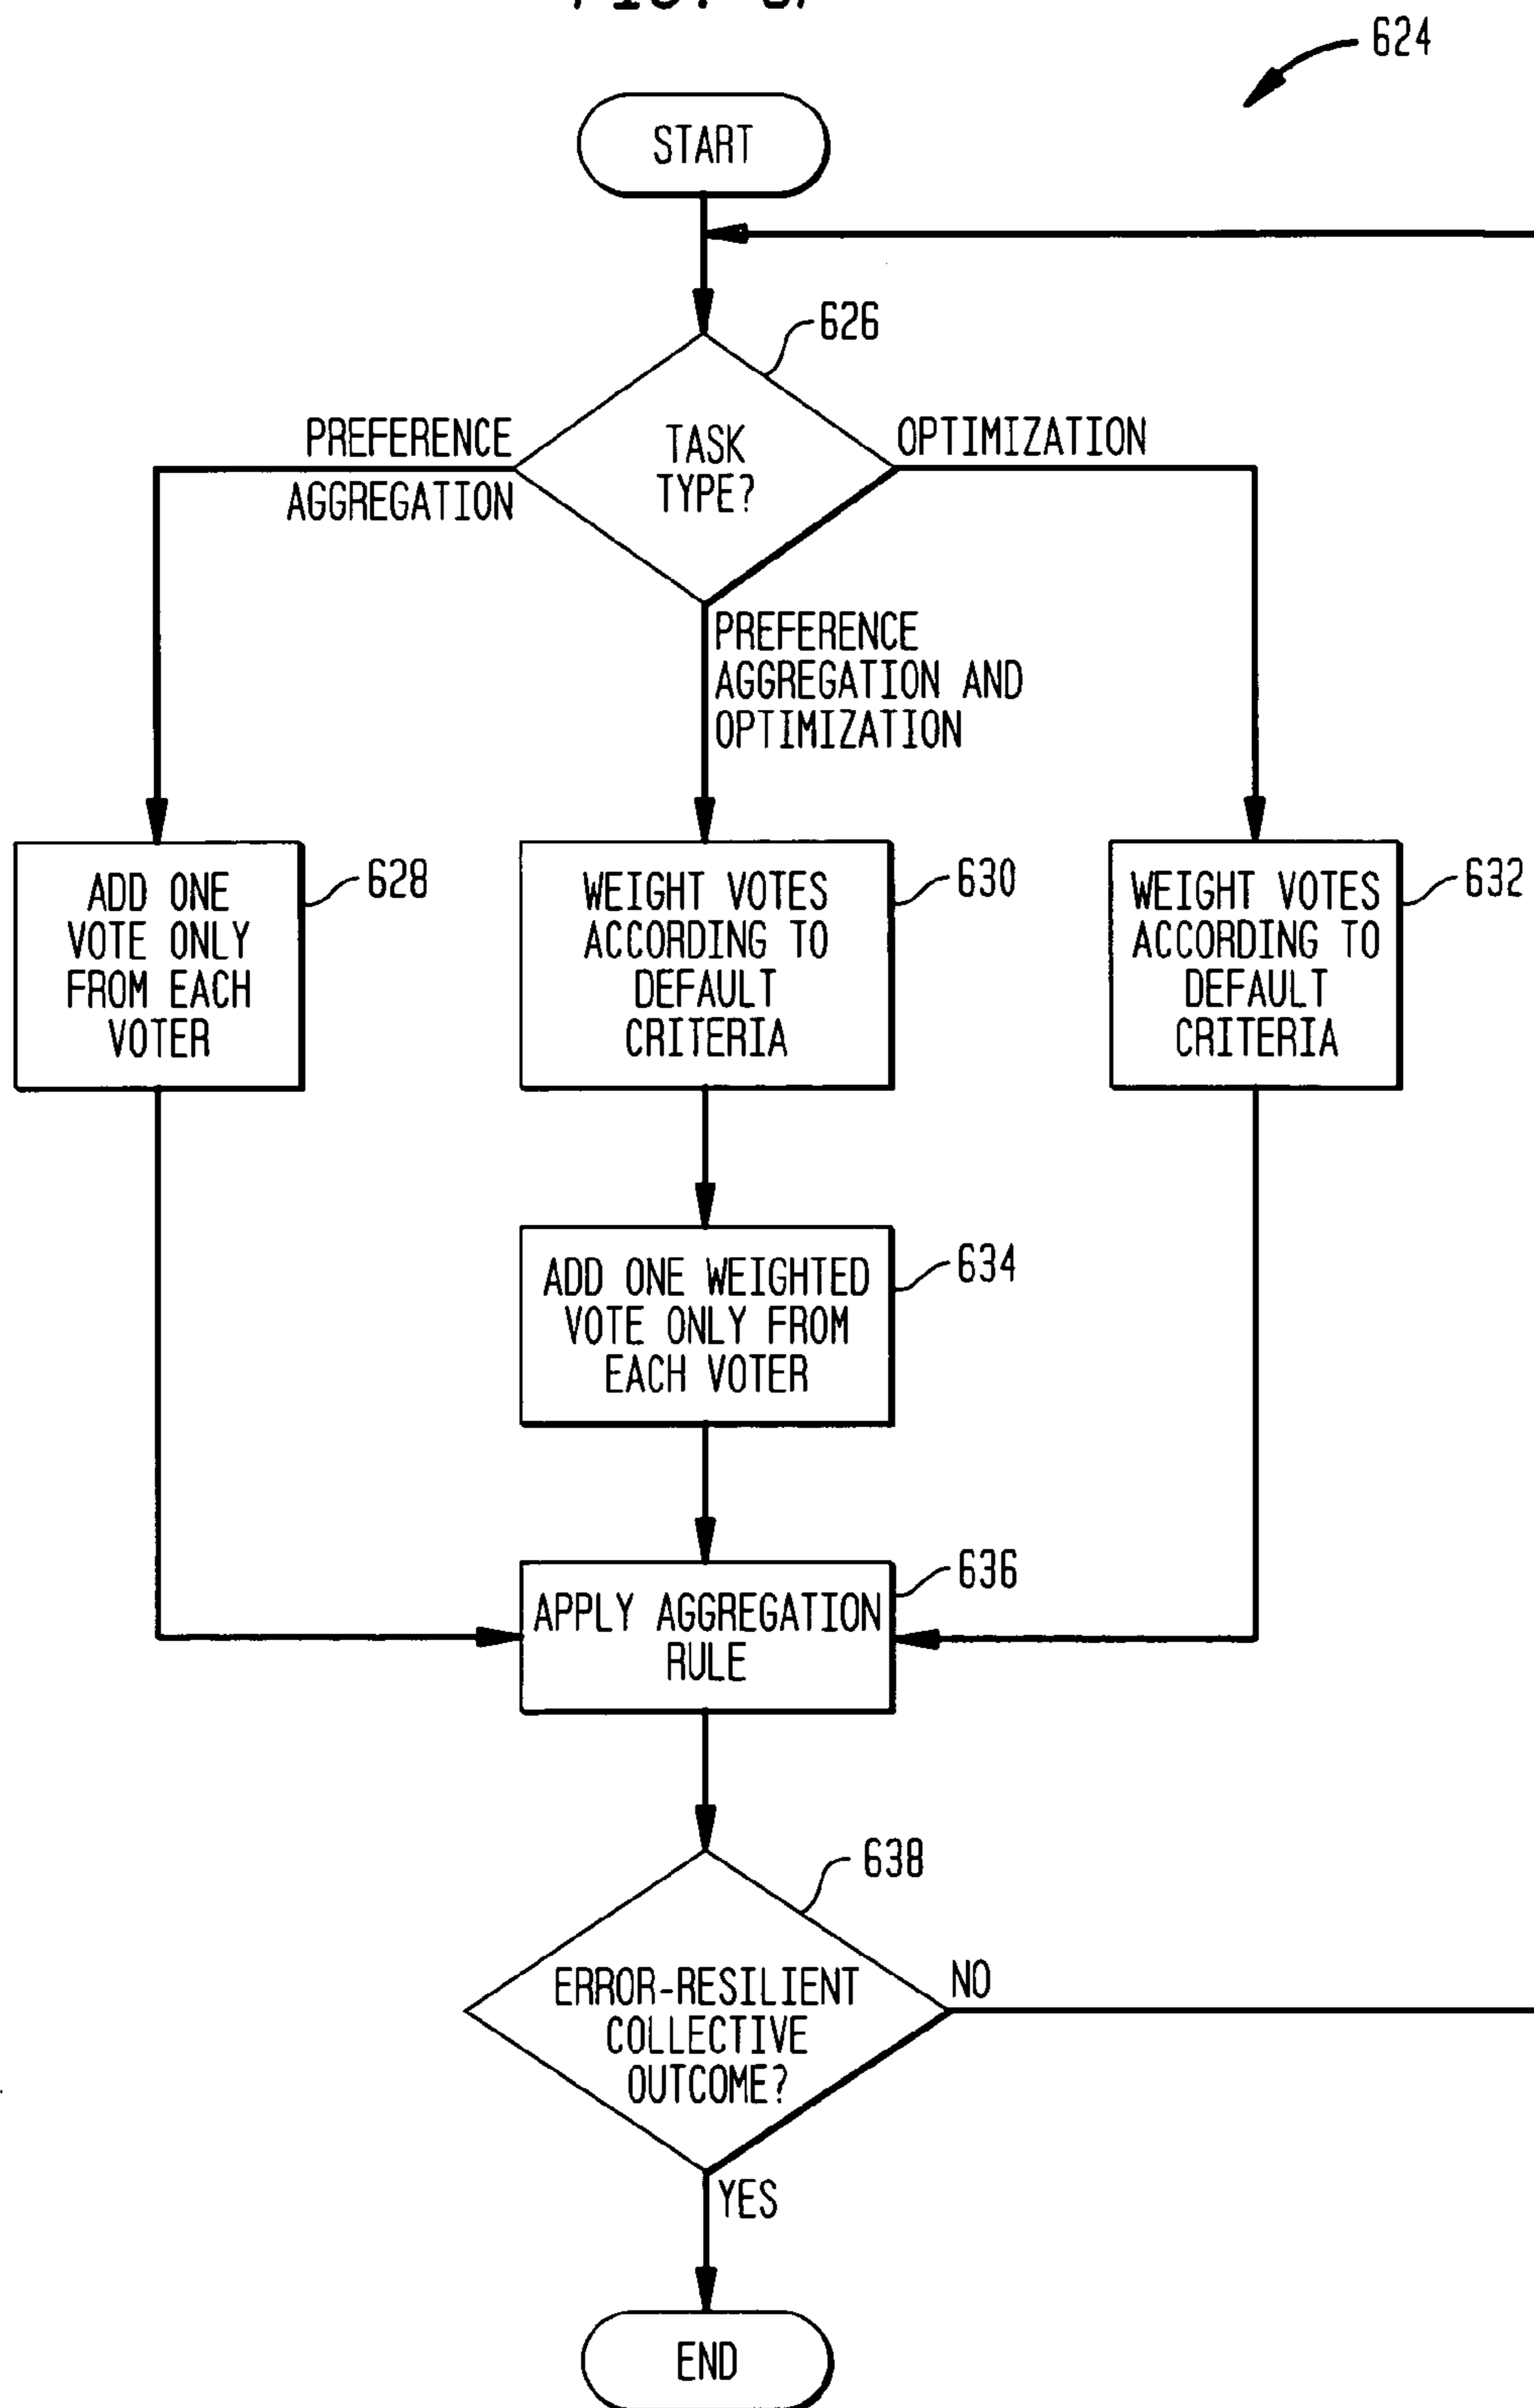 624
START
626
PREFERENCE
AGGREGATION
TASK
TYPE?
OPTIMIZATION
PREFERENCE
AGGREGATION AND
OPTIMIZATION
ADD ONE
VOTE ONLY
FROM EACH
VOTER
628
WEIGHT VOTES
ACCORDING TO
DEFAULT
CRITERIA
630
WEIGHT VOTES
ACCORDING TO
DEFAULT
CRITERIA
632
ADD ONE WEIGHTED
VOTE ONLY FROM
EACH VOTER
634
APPLY AGGREGATION
RULE
636
638
ERROR-RESILIENT
COLLECTIVE
OUTCOME?
NO
YES
END